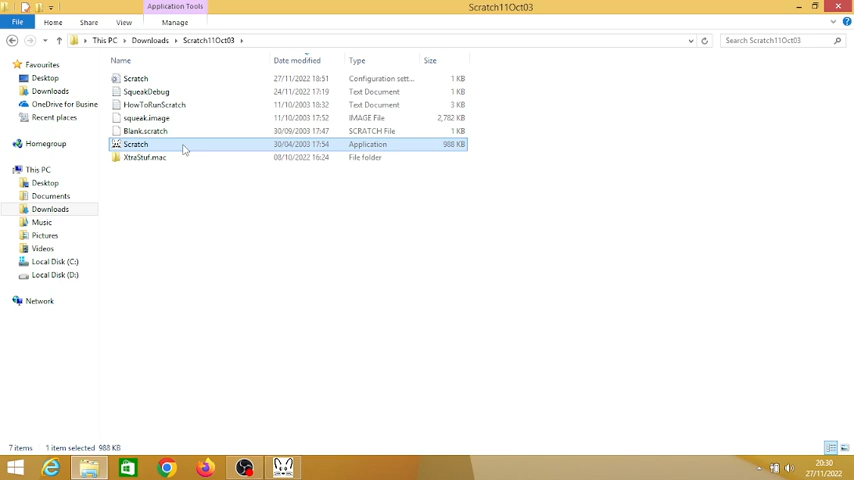 Application Tools
Scratch11Oct03
File Home Share View Manage
This PC Downloads Scratch11Oct03
Search Scratch11Oct03
Name Date modified Type Size
Scratch 27/11/2022 18:51 Configuration sett... 1 KB
SqueakDebug 24/11/2022 17:19 Text Document 1 KB
HowToRunScratch 11/10/2003 18:32 Text Document 3 KB
squeak.image 11/10/2003 17:52 IMAGE File 2,782 KB
Blank.scratch 30/09/2003 17:47 SCRATCH File 1 KB
Scratch 30/04/2003 17:54 Application 988 KB
XtraStuf.mac 08/10/2022 16:24 File folder
Favourites
Desktop
Downloads
OneDrive for Busine
Recent places
Homegroup
This PC
Desktop
Documents
Downloads
Music
Pictures
Videos
Local Disk (C:)
Local Disk (D:)
Network
7 items 1 item selected 988 KB
20:30
27/11/2022